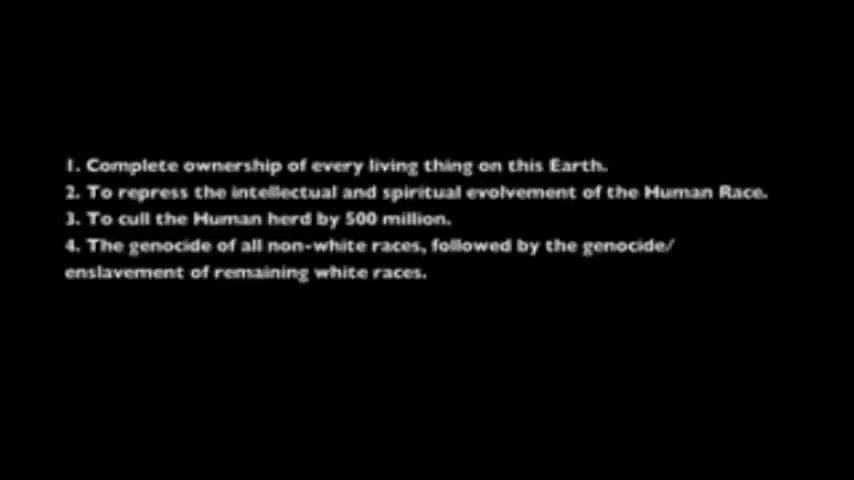 1. Complete ownership of every living thing on this Earth.
2. To repress the intellectual and spiritual evolvement of the Human Race.
3. To cull the Human herd by 500 million.
4. The genocide of all non-white races, followed by the genocide/
enslavement of remaining white races.